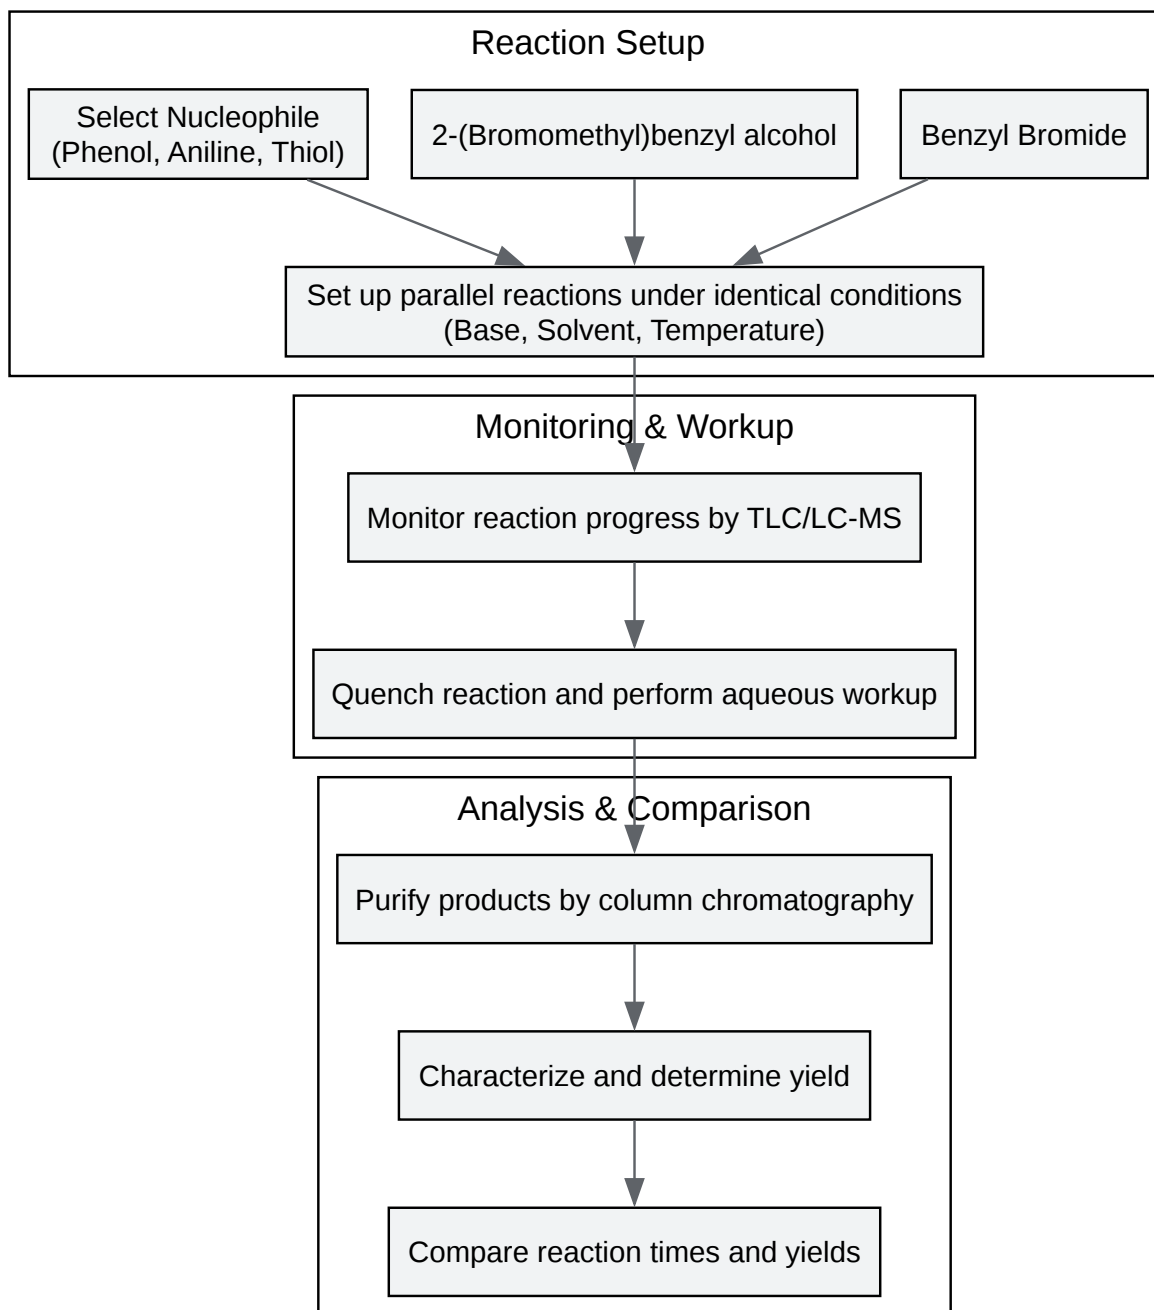 Reaction Setup
Select Nucleophile
(Phenol, Aniline, Thiol)
2-(Bromomethyl)benzyl alcohol
Benzyl Bromide
Set up parallel reactions under identical conditions
(Base, Solvent, Temperature)
Monitoring & Workup
Monitor reaction progress by TLC/LC-MS
Quench reaction and perform aqueous workup
Analysis & Comparison
Purify products by column chromatography
Characterize and determine yield
Compare reaction times and yields